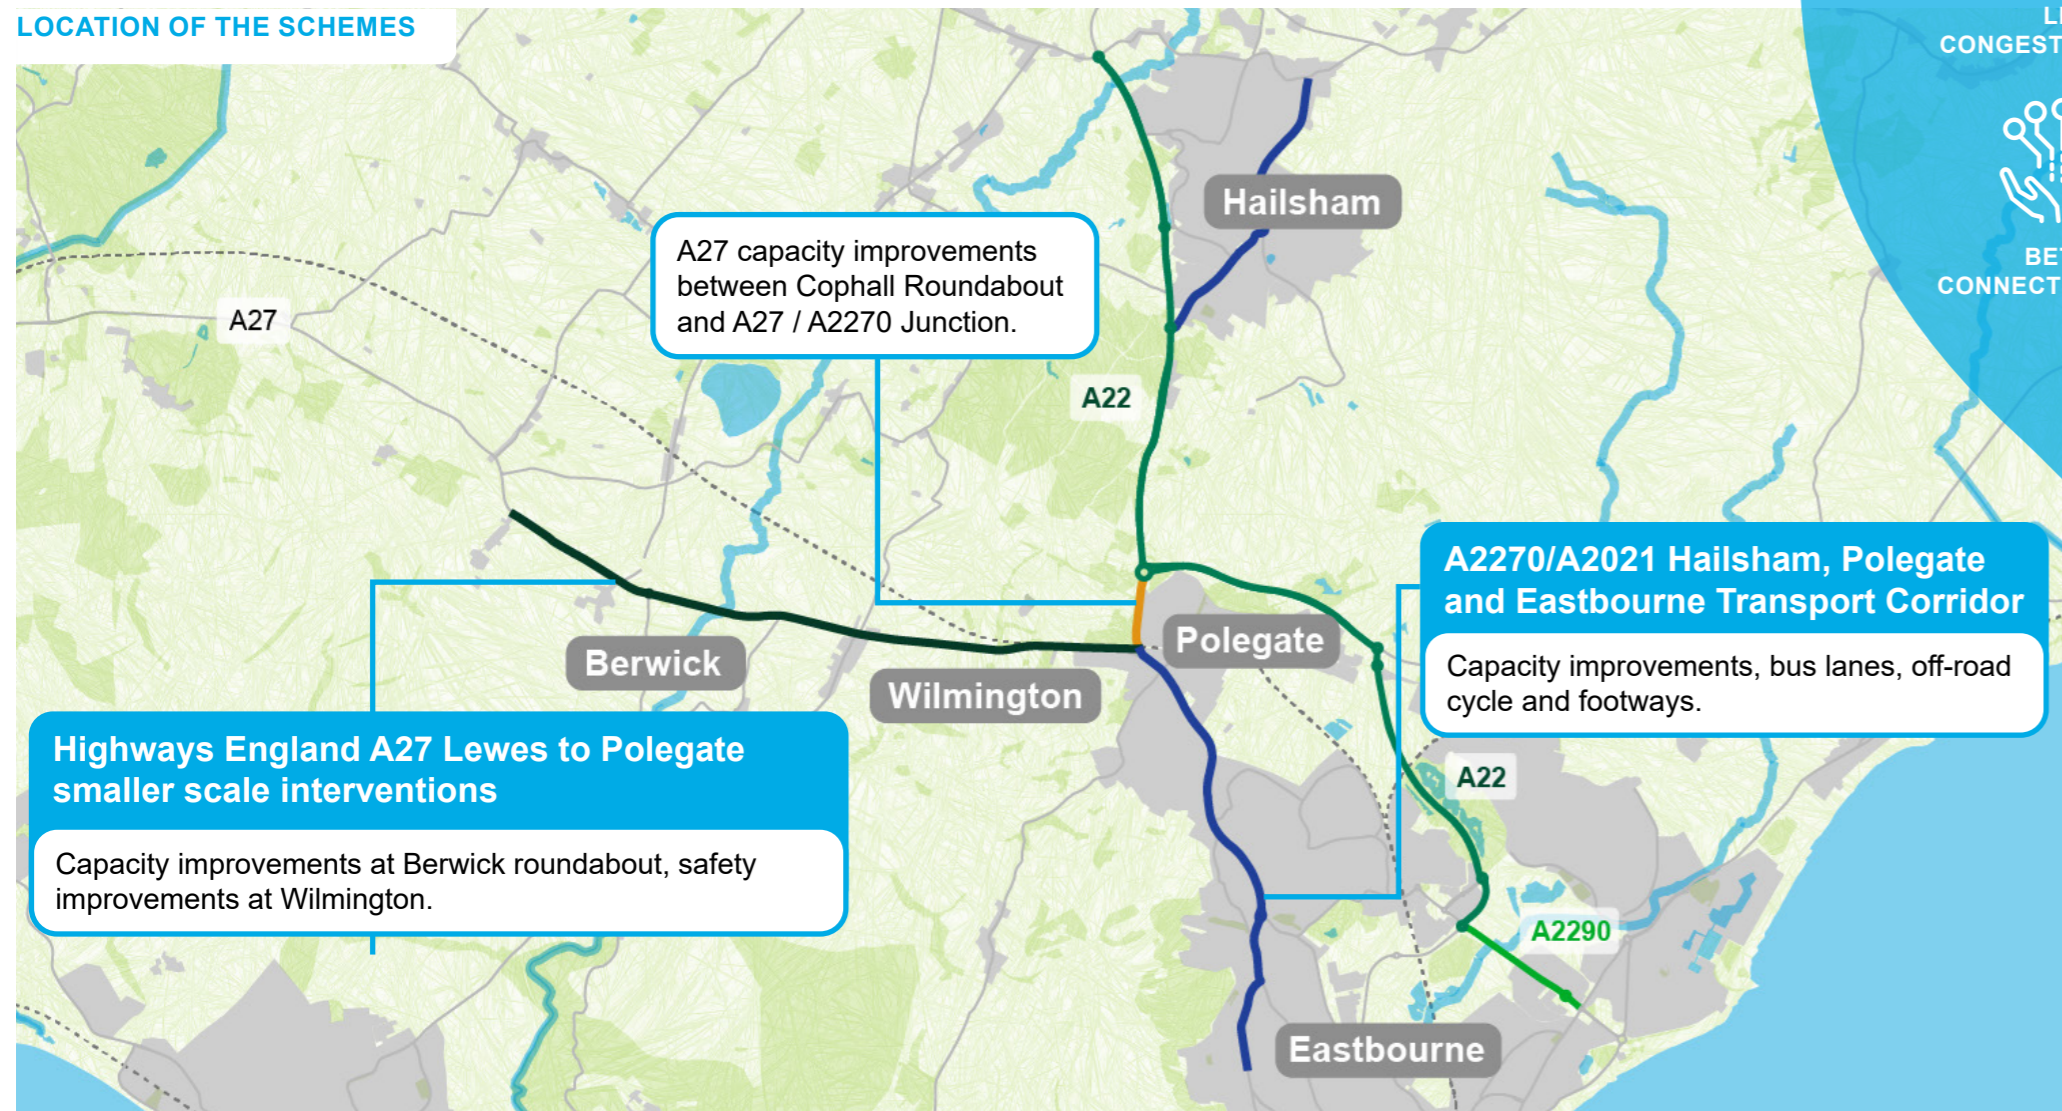 LOCATION OF THE SCHEMES
CONGEST
CONNECT
Hailsham
A27 capacity improvements
between Cophall Roundabout
and A27 / A2270 Junction.
A27
A22
A2270/A2021 Hailsham, Polegate
and Eastbourne Transport Corridor
Capacity improvements, bus lanes, off-road
cycle and footways.
Polegate
Berwick
Wilmington
Highways England A27 Lewes to Polegate
smaller scale interventions
Capacity improvements at Berwick roundabout, safety
improvements at Wilmington.
A22
A2290
Eastbourne